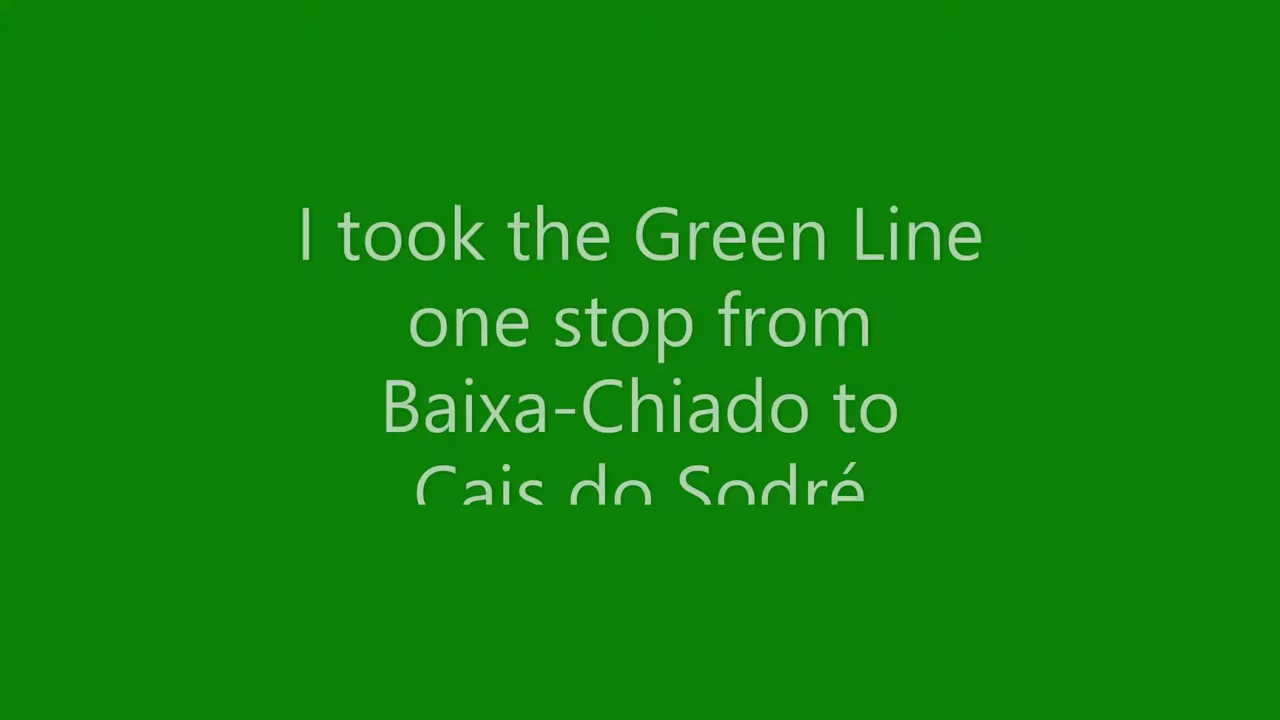 I took the Green Line
one stop from
Baixa-Chiado to
Cais do Sodré